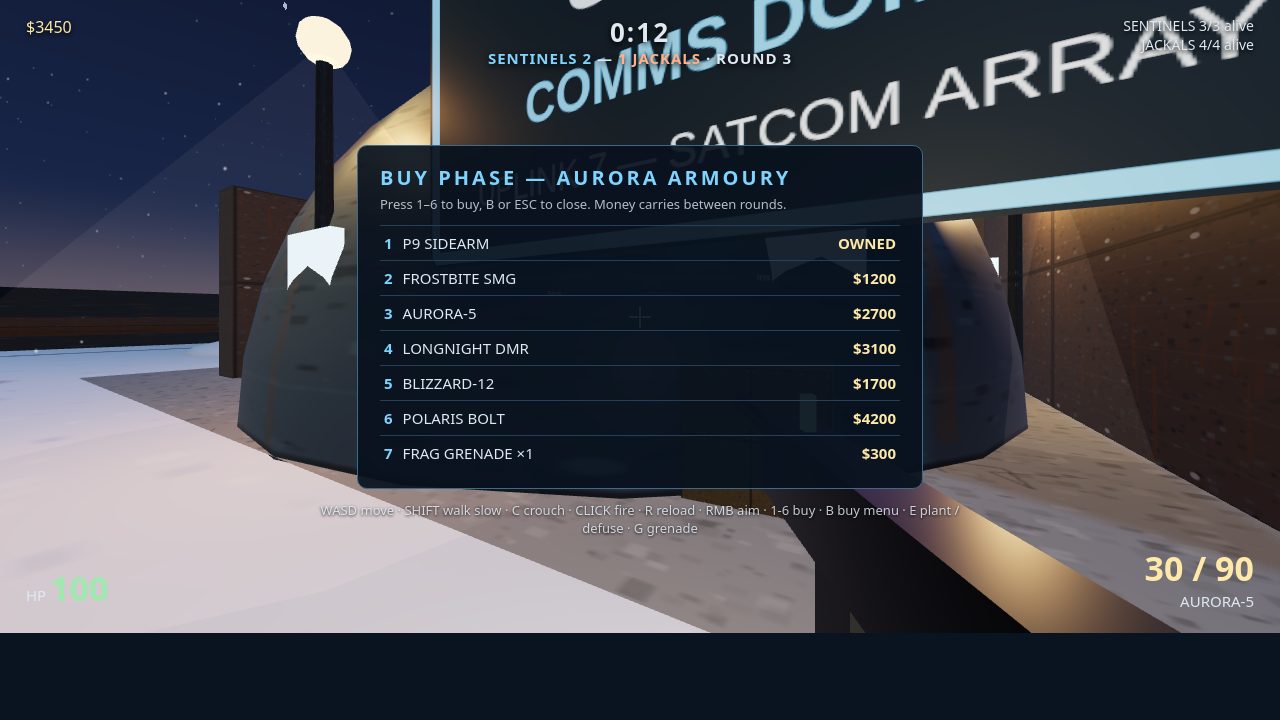 $3450
0:12
SENTINELS 2 — 1 JACKALS · ROUND 3
SENTINELS 3/3 alive
JACKALS 4/4 alive
COMMS DO
SATCOM ARRAY
UPLINK 7 —
BUY PHASE — AURORA ARMOURY
Press 1–6 to buy, B or ESC to close. Money carries between rounds.
1 P9 SIDEARM OWNED
2 FROSTBITE SMG $1200
3 AURORA-5 $2700
4 LONGNIGHT DMR $3100
5 BLIZZARD-12 $1700
6 POLARIS BOLT $4200
7 FRAG GRENADE ×1 $300
WASD move · SHIFT walk slow · C crouch · CLICK fire · R reload · RMB aim · 1-6 buy · B buy menu · E plant /
defuse · G grenade
HP 100
30 / 90
AURORA-5